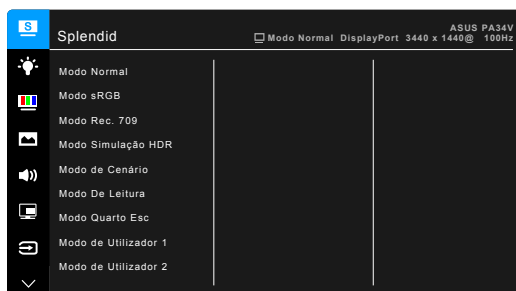 S
ASUS PA34V
Splendid
Modo Normal DisplayPort 3440 x 1440@ 100Hz
Modo Normal
Modo sRGB
Modo Rec. 709
Modo Simulação HDR
Modo de Cenário
Modo De Leitura
Modo Quarto Esc
Modo de Utilizador 1
Modo de Utilizador 2